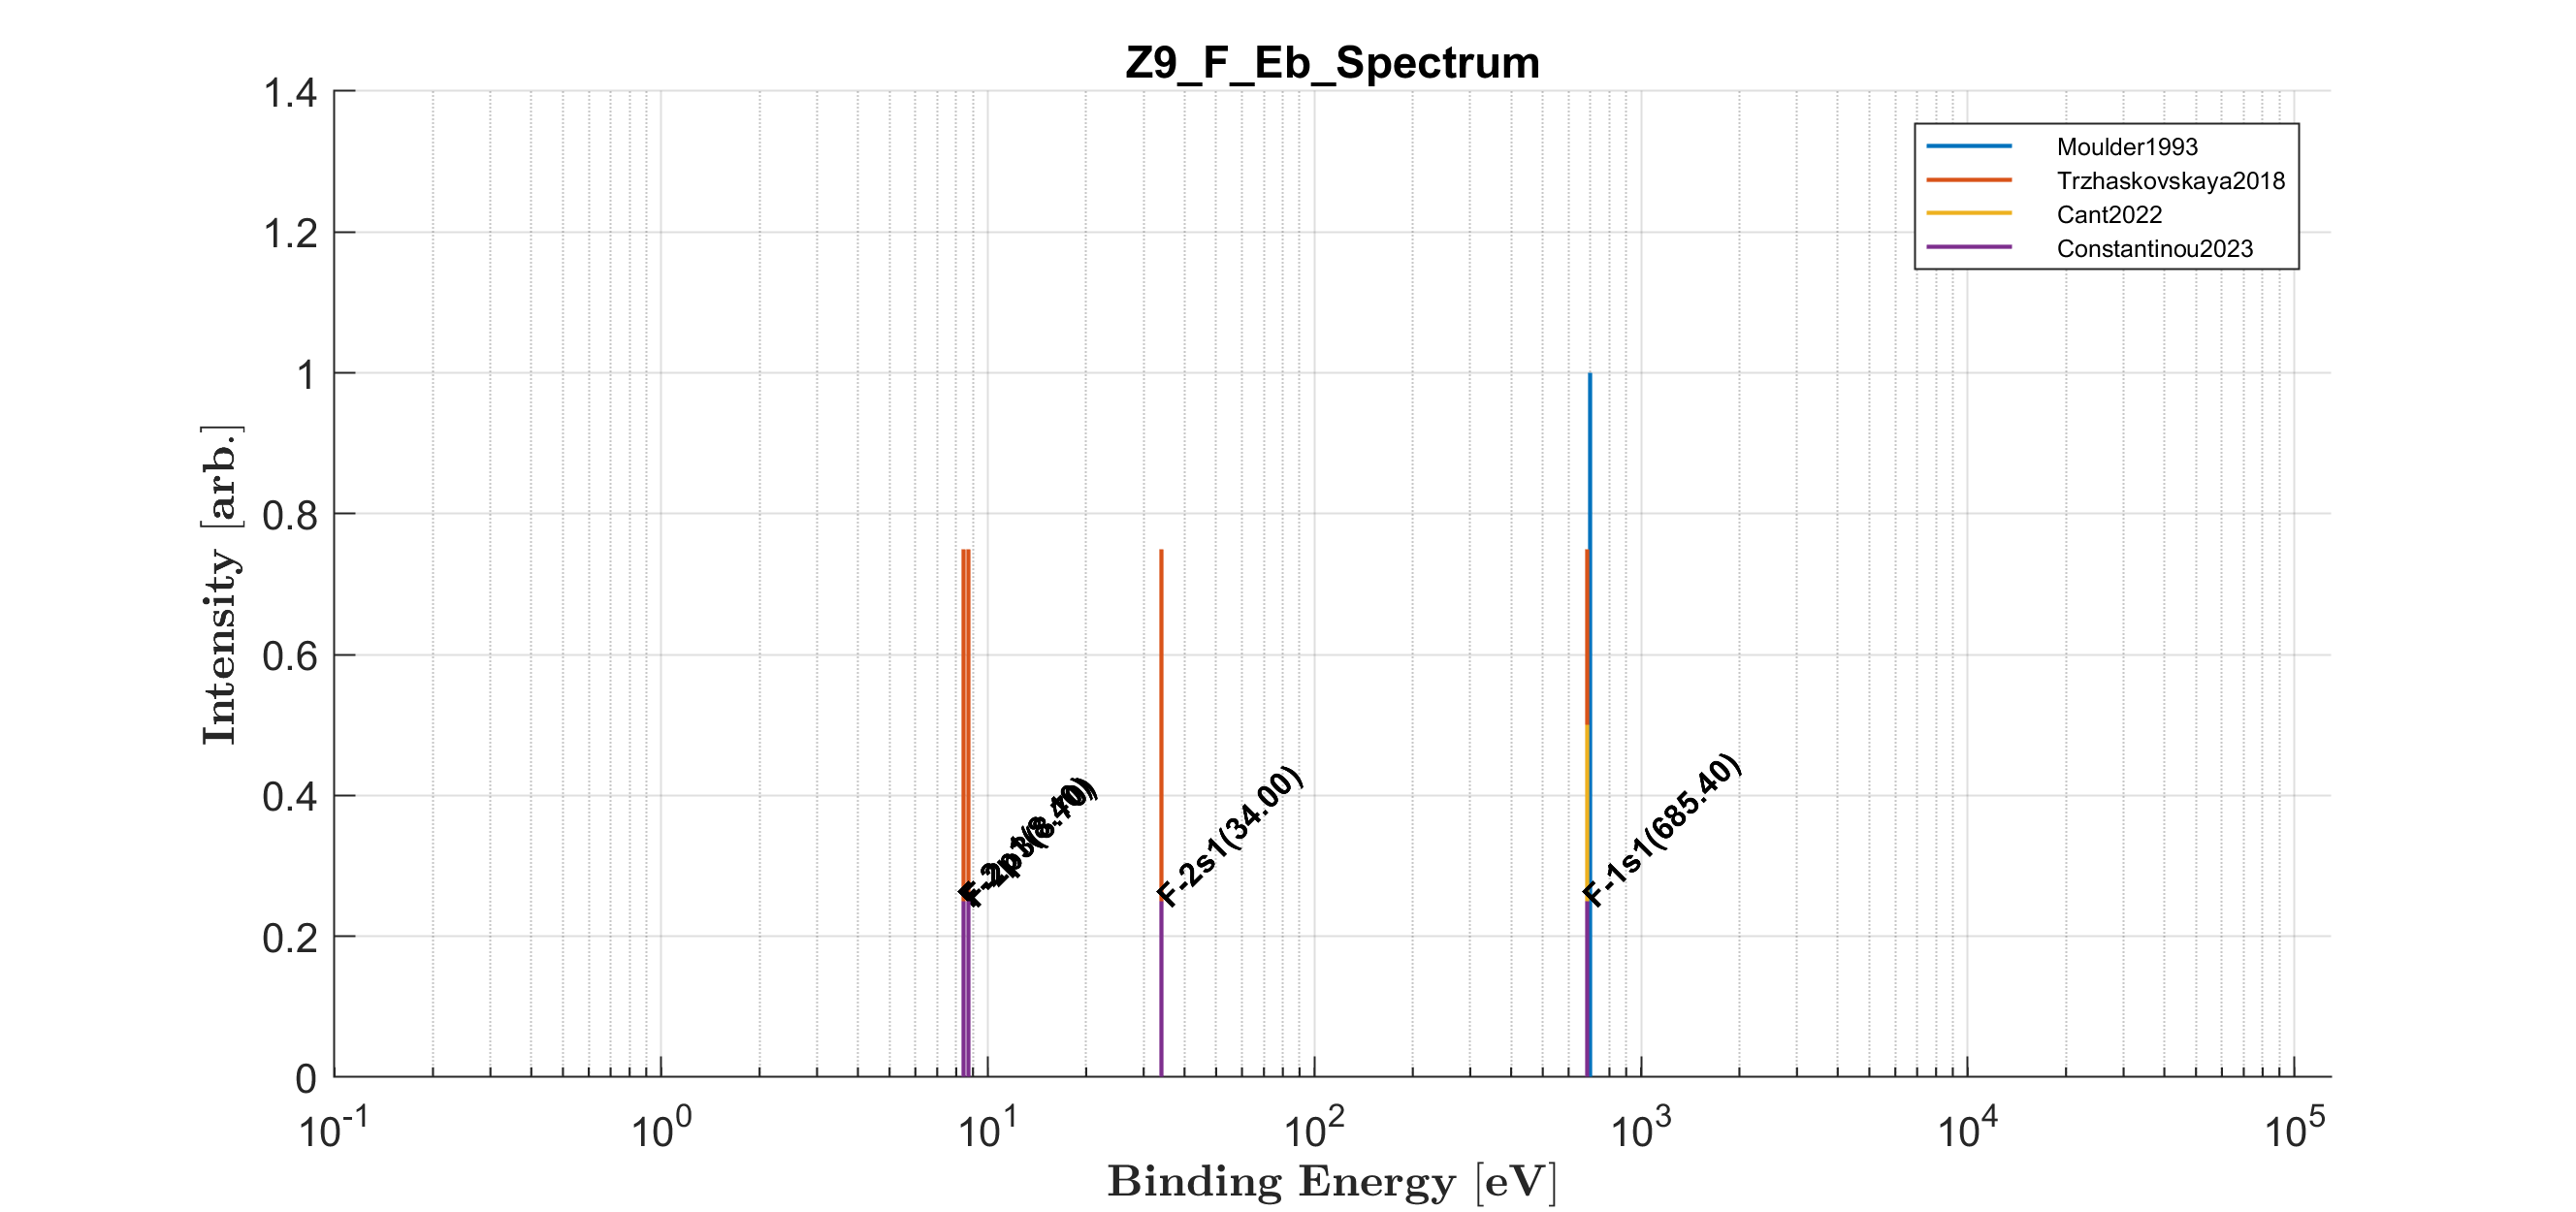 Z9_F_Eb_Spectrum
1.4
1.2
1
0.8
0.6
0.4
0.2
0
Intensity [arb.]
Moulder1993
Trzhaskovskaya2018
Cant2022
Constantinou2023
F-2s1(34.00)
F-1s1(685.40)
10^-1
10^0
10^1
10^2
10^3
10^4
10^5
Binding Energy [eV]